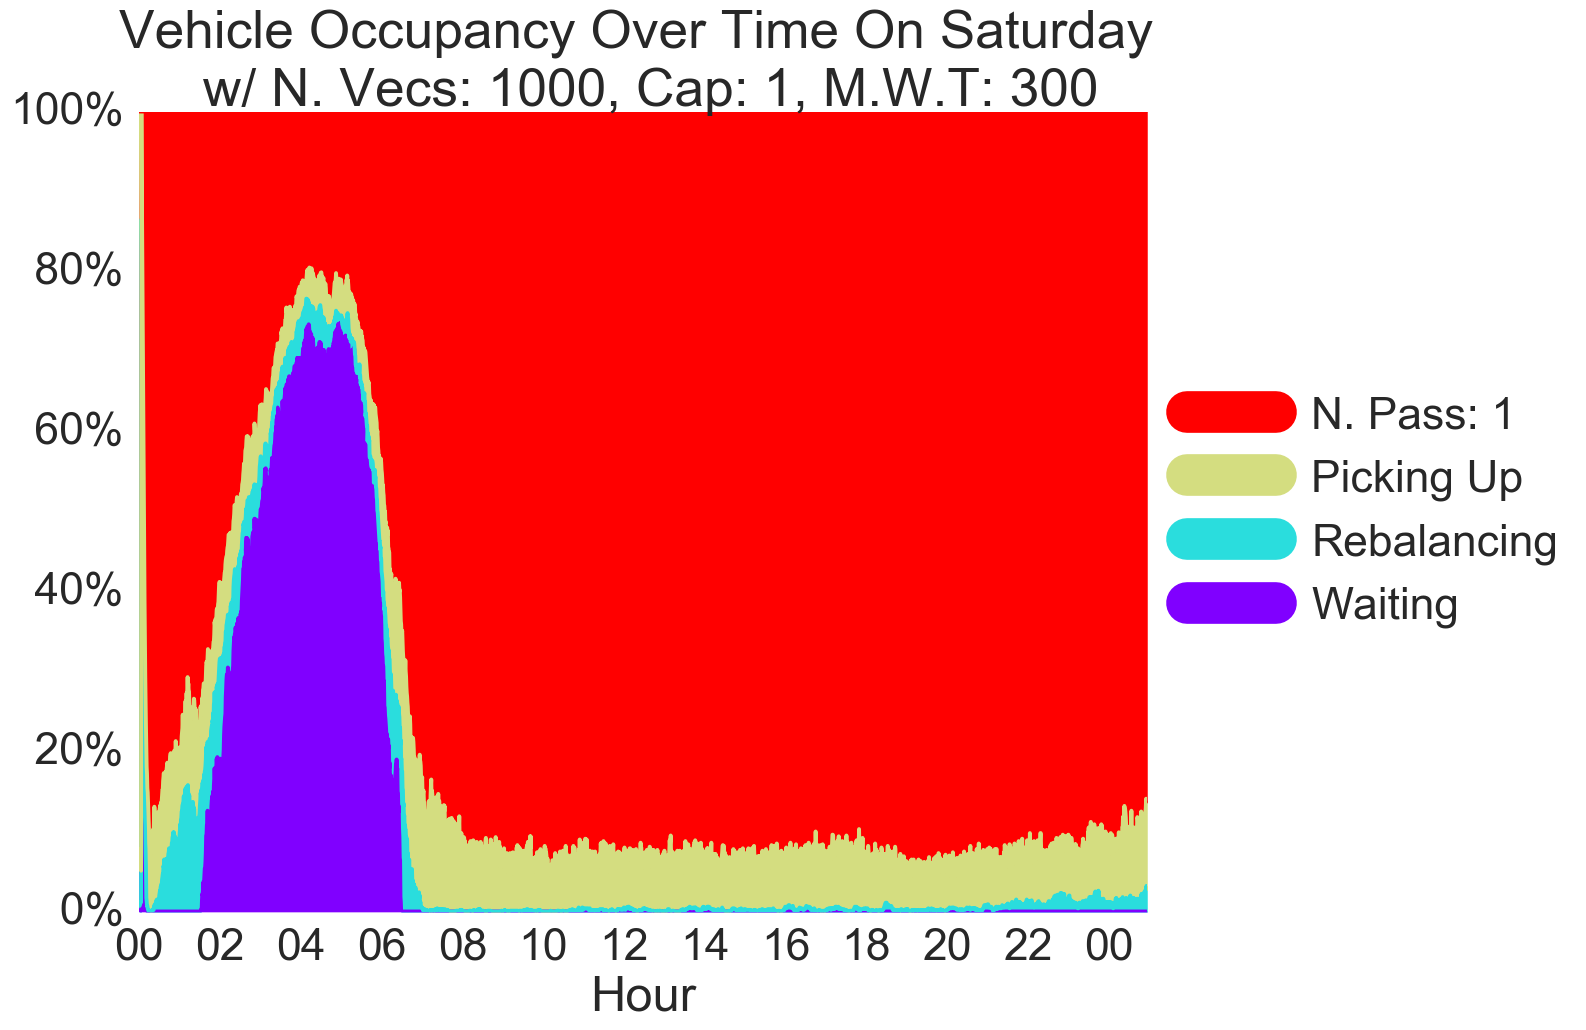 Vehicle Occupancy Over Time On Saturday
w/ N. Vecs: 1000, Cap: 1, M.W.T: 300
100%
80%
60%
40%
20%
0%
00 02 04 06 08 10 12 14 16 18 20 22 00
Hour
N. Pass: 1
Picking Up
Rebalancing
Waiting